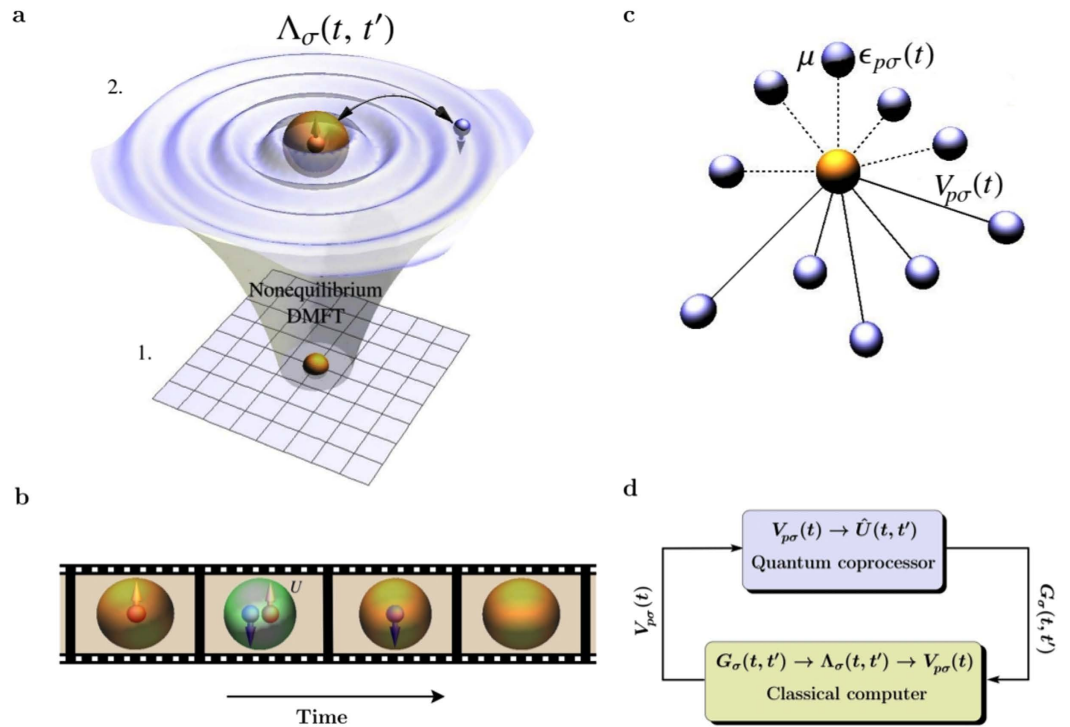 a
Λσ(t, t′)
2.
Nonequilibrium
DMFT
1.
b
U
Time
c
μ ϵpσ(t)
Vpσ(t)
d
Vpσ(t) → Û(t, t′)
Quantum coprocessor
Vpσ(t)
Gσ(t, t′)
Gσ(t, t′) → Λσ(t, t′) → Vpσ(t)
Classical computer